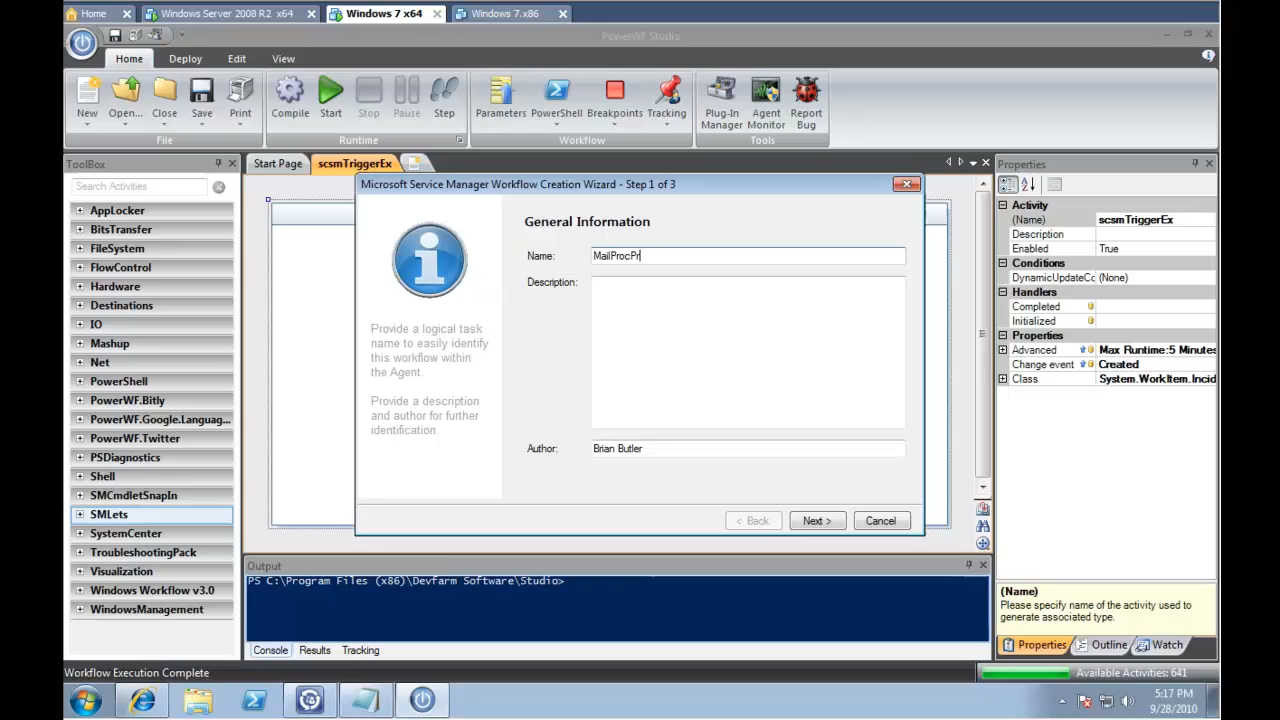 Home
Windows Server 2008 R2 x64
Windows 7 x64
Windows 7.x86
PowerWF Studio
Home
Deploy
Edit
View
New
Open...
Close
Save
Print
Compile
Start
Stop
Pause
Step
Parameters
PowerShell
Breakpoints
Tracking
Plug-In Manager
Agent Monitor
Report Bug
File
Runtime
Workflow
Tools
ToolBox
Start Page
scsmTriggerEx
Properties
Search Activities
AppLocker
BitsTransfer
FileSystem
FlowControl
Hardware
Destinations
IO
Mashup
Net
PowerShell
PowerWF.Bitly
PowerWF.Google.Languag...
PowerWF.Twitter
PSDiagnostics
Shell
SMCmdletSnapIn
SMLets
SystemCenter
TroubleshootingPack
Visualization
Windows Workflow v3.0
WindowsManagement
Microsoft Service Manager Workflow Creation Wizard - Step 1 of 3
General Information
Name: MailProcPr
Description:
Provide a logical task
name to easily identify
this workflow within
the Agent.
Provide a description
and author for further
identification.
Author: Brian Butler
< Back
Next >
Cancel
Activity
(Name) scsmTriggerEx
Description
Enabled True
Conditions
DynamicUpdateCo (None)
Handlers
Completed
Initialized
Properties
Advanced Max Runtime:5 Minutes
Change event Created
Class System.WorkItem.Incid
(Name)
Please specify name of the activity used to
generate associated type.
Properties
Outline
Watch
Output
PS C:\Program Files (x86)\Devfarm Software\Studio>
Console
Results
Tracking
Workflow Execution Complete
Available Activities: 641
5:17 PM
9/28/2010